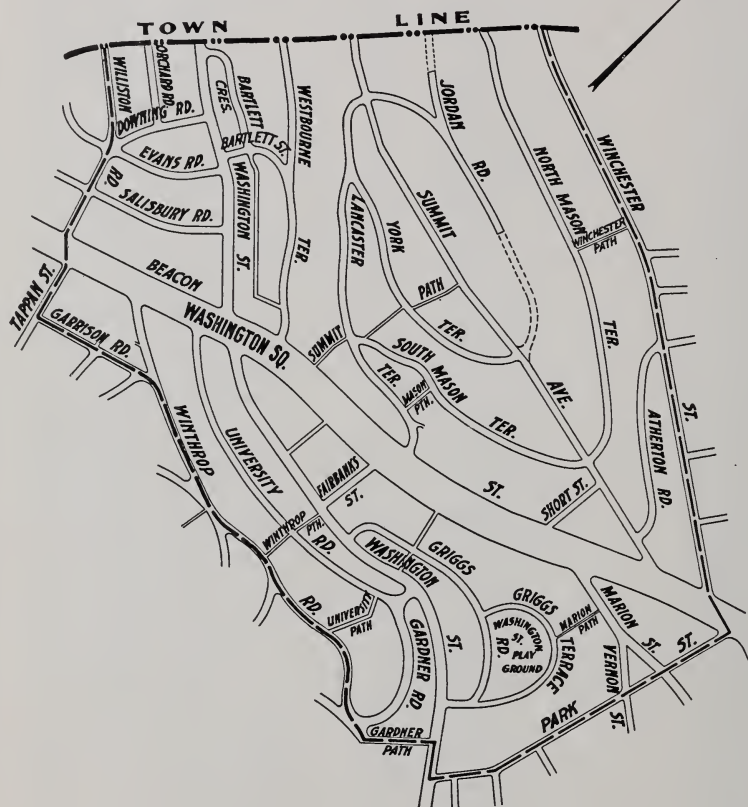 TOWN LINE
WILLISTON
RD.
ORCHARD RD.
DOWNING RD.
CRES.
BARTLETT
BARTLETT ST.
WESTBOURNE
TER.
EVANS RD.
SALISBURY RD.
WASHINGTON
ST.
JORDAN
RD.
NORTH MASON
TER.
WINCHESTER
ST.
WINCHESTER
PATH
SUMMIT
AVE.
LANCASTER
TER.
YORK
TER.
SUMMIT
PATH
BEACON
ST.
TAPPAN ST.
GARRISON RD.
WASHINGTON SQ.
SOUTH MASON
TER.
MASON
PTH.
ATHERTON RD.
WINTHROP
RD.
UNIVERSITY
RD.
FAIRBANKS
ST.
SHORT ST.
WINTHROP
PTH.
WASHINGTON
ST.
GRIGGS
RD.
GRIGGS
TERRACE
WASHINGTON
ST.
PLAY
GROUND
MARION
PATH
MARION
ST.
VERNON
ST.
UNIVERSITY
PATH
GARDNER RD.
GARDNER
PATH
PARK
ST.